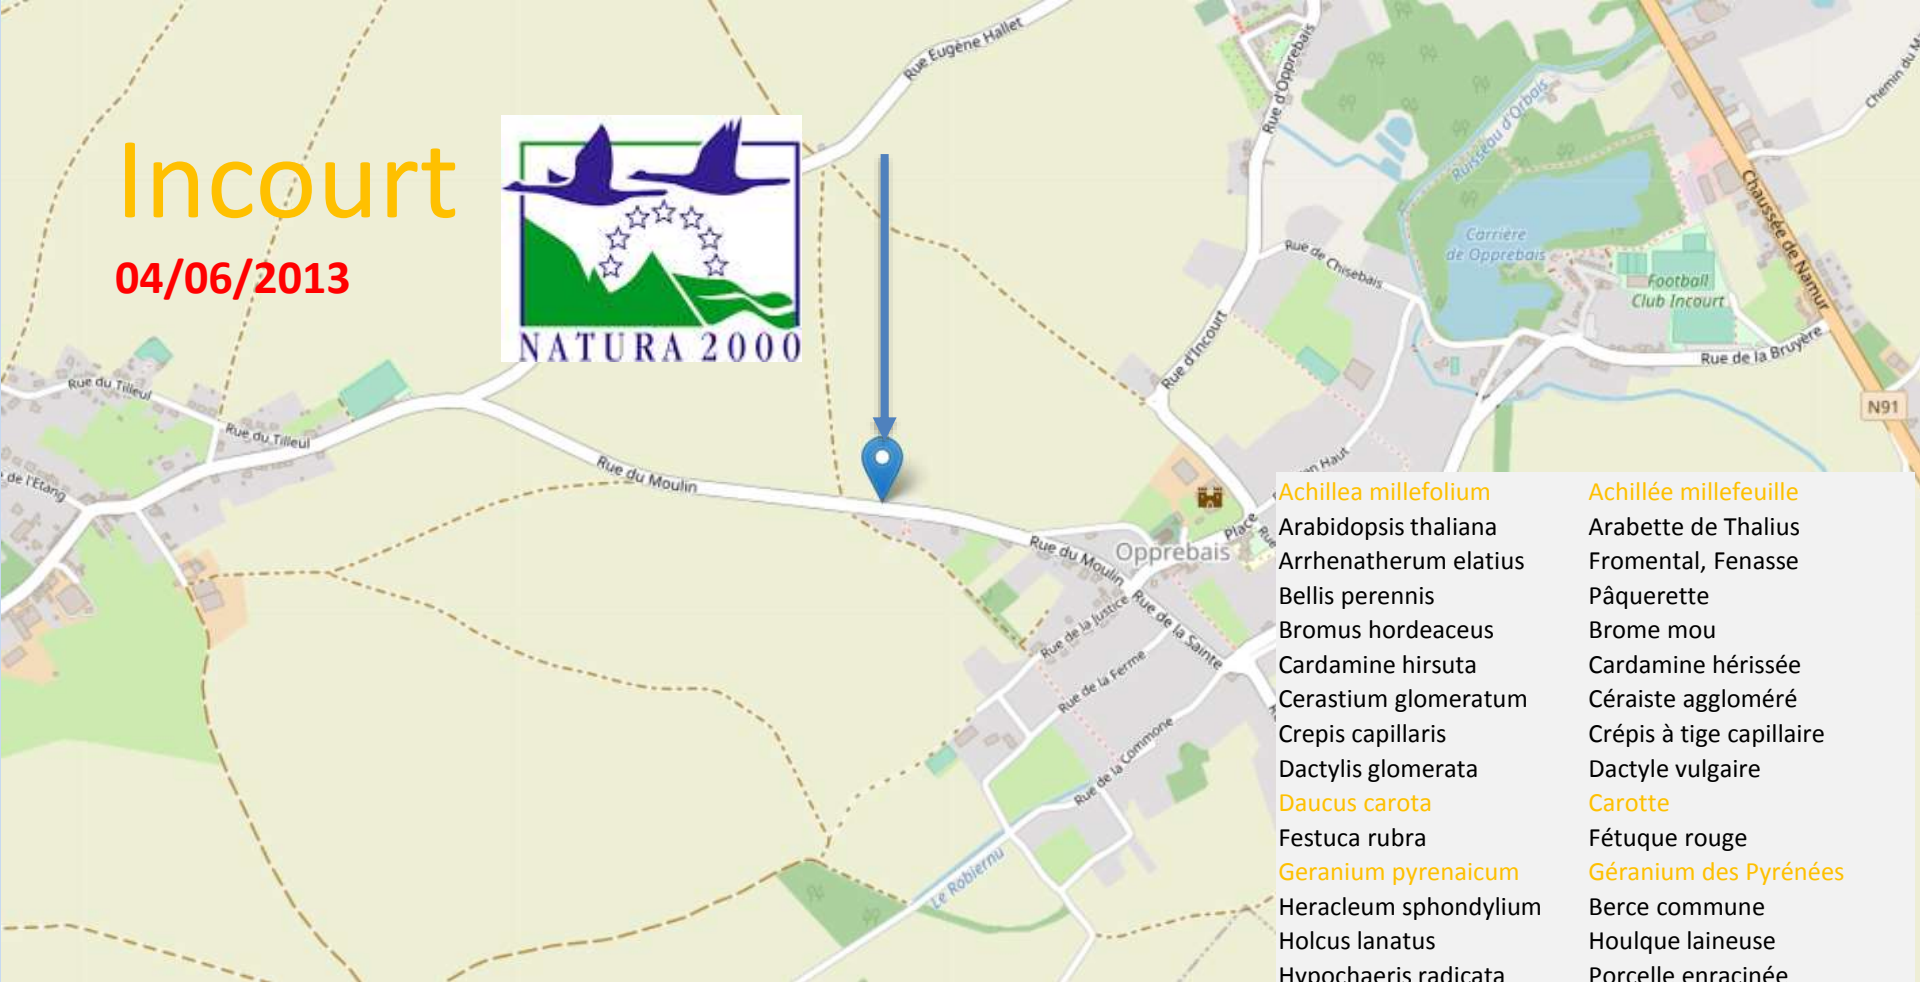 Incourt
04/06/2013
NATURA 2000
Rue Eugène Hallet
Rue d'Opprebais
Ruisseau d'Orbais
Chaussée de Namur
Carrière
de Opprebais
Football
Club Incourt
Rue de Chisebais
Rue de la Bruyère
N91
Rue d'Incourt
Rue du Tilleul
Rue du Tilleul
de l'Etang
Rue du Moulin
Rue du Moulin
Opprebais
Place
Rue
en Haut
Chemin du M
Rue de la Justice
Rue de la Sainte
Rue de la Ferme
Rue de la Commone
Le Robiernu
Achillea millefolium Achillée millefeuille
Arabidopsis thaliana Arabette de Thalius
Arrhenatherum elatius Fromental, Fenasse
Bellis perennis Pâquerette
Bromus hordeaceus Brome mou
Cardamine hirsuta Cardamine hérissée
Cerastium glomeratum Céraiste aggloméré
Crepis capillaris Crépis à tige capillaire
Dactylis glomerata Dactyle vulgaire
Daucus carota Carotte
Festuca rubra Fétuque rouge
Geranium pyrenaicum Géranium des Pyrénées
Heracleum sphondylium Berce commune
Holcus lanatus Houlque laineuse
Hypochaeris radicata Porcelle enracinée